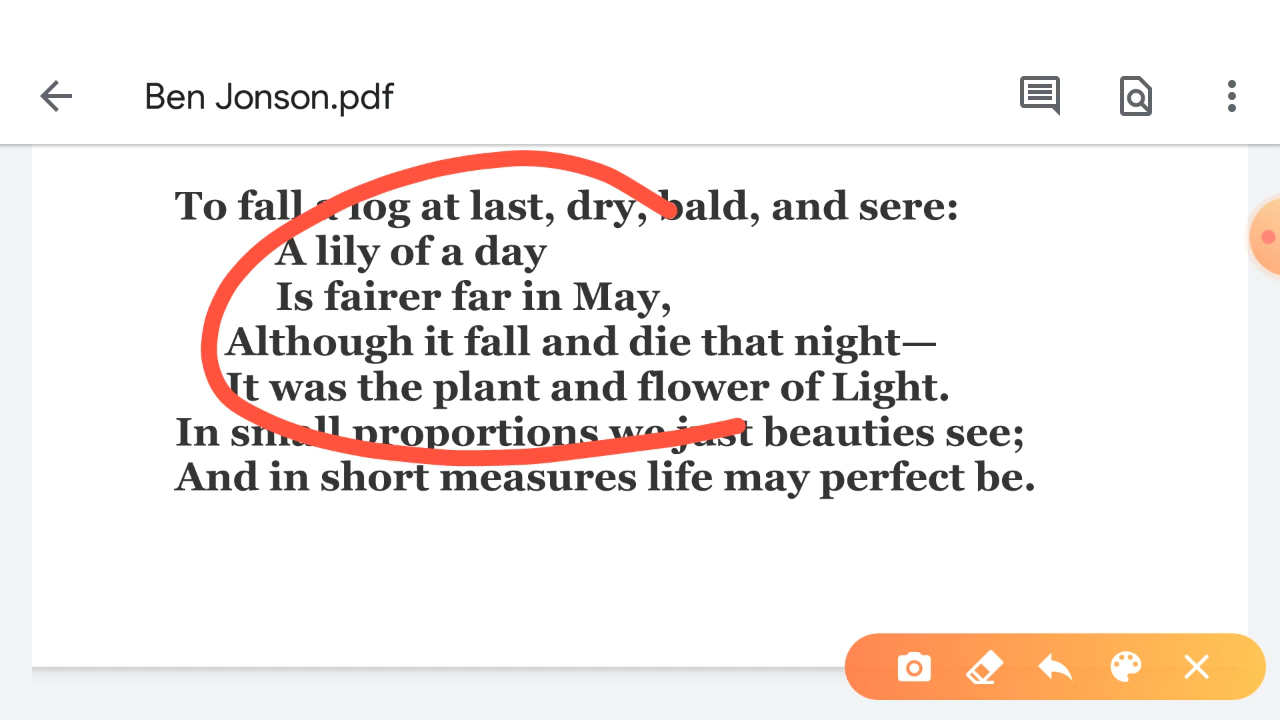 Ben Jonson.pdf
To fall a log at last, dry, bald, and sere:
A lily of a day
Is fairer far in May,
Although it fall and die that night—
It was the plant and flower of Light.
In small proportions we just beauties see;
And in short measures life may perfect be.